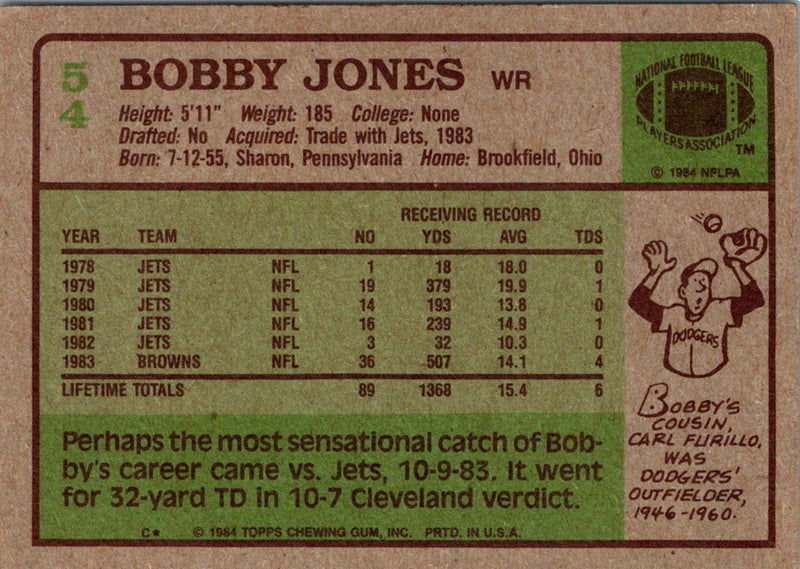 54
BOBBY JONES WR
Height: 5'11" Weight: 185 College: None
Drafted: No Acquired: Trade with Jets, 1983
Born: 7-12-55, Sharon, Pennsylvania Home: Brookfield, Ohio
NATIONAL FOOTBALL LEAGUE
PLAYERS ASSOCIATION
TM
© 1984 NFLPA
RECEIVING RECORD
YEAR TEAM NO YDS AVG TDS
1978 JETS NFL 1 18 18.0 0
1979 JETS NFL 19 379 19.9 1
1980 JETS NFL 14 193 13.8 0
1981 JETS NFL 16 239 14.9 1
1982 JETS NFL 3 32 10.3 0
1983 BROWNS NFL 36 507 14.1 4
LIFETIME TOTALS 89 1368 15.4 6
Perhaps the most sensational catch of Bob-
by's career came vs. Jets, 10-9-83. It went
for 32-yard TD in 10-7 Cleveland verdict.
DODGERS
BOBBY'S
COUSIN,
CARL FURILLO,
WAS
DODGERS'
OUTFIELDER,
1946-1960.
C* © 1984 TOPPS CHEWING GUM, INC. PRTD. IN U.S.A.